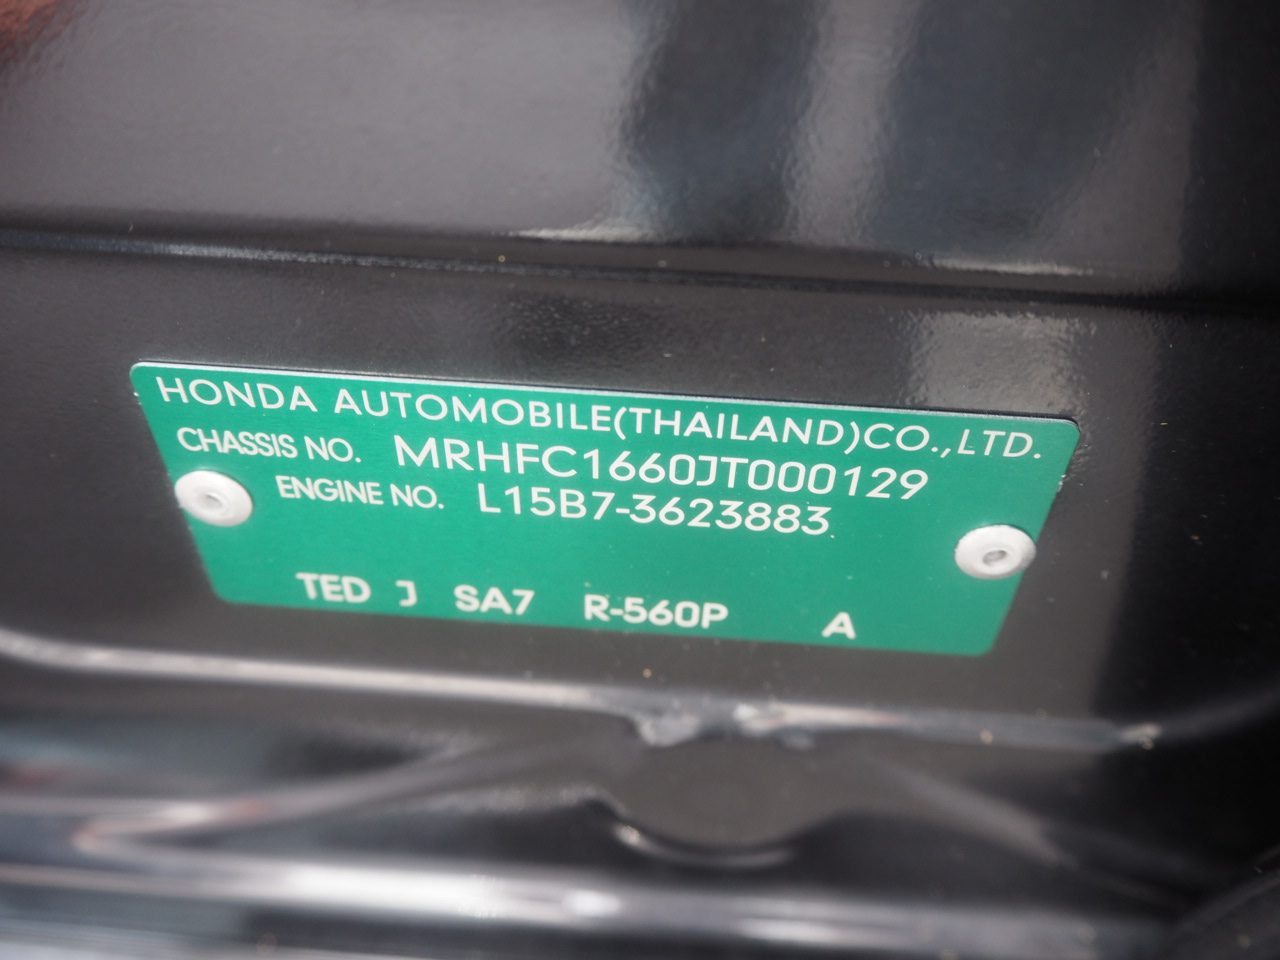 HONDA AUTOMOBILE(THAILAND)CO.,LTD.
CHASSIS NO. MRHFC1660JT000129
ENGINE NO. L15B7-3623883
TED J SA7 R-560P A